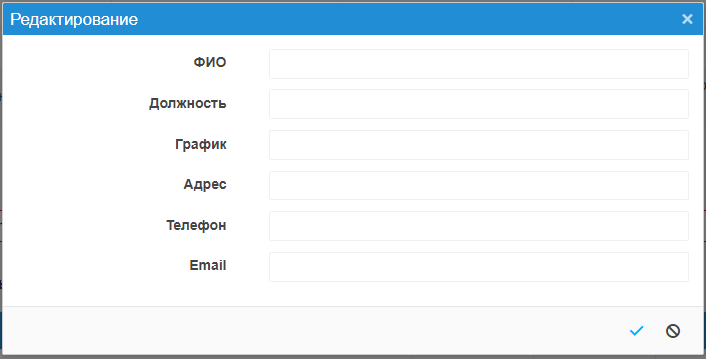 Редактирование
ФИО
Должность
График
Адрес
Телефон
Email